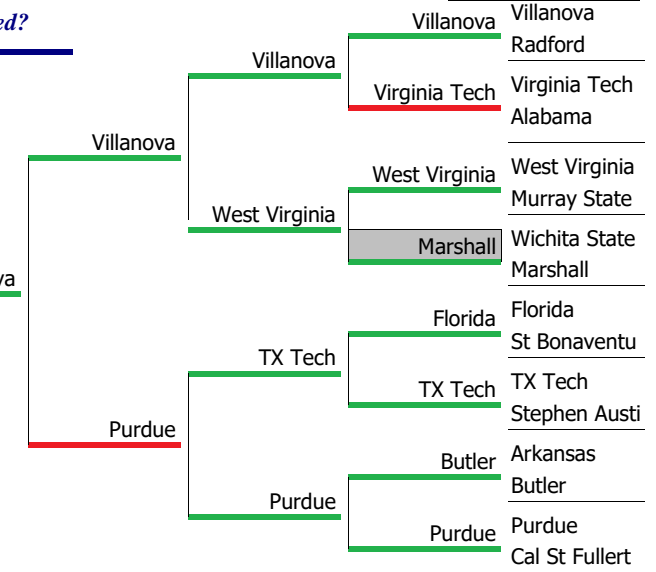 ed?
Villanova
Radford
Virginia Tech
Alabama
West Virginia
Murray State
Wichita State
Marshall
Florida
St Bonaventu
TX Tech
Stephen Austi
Arkansas
Butler
Purdue
Cal St Fullert
Villanova
Virginia Tech
West Virginia
Marshall
Florida
TX Tech
Butler
Purdue
Villanova
West Virginia
TX Tech
Purdue
Villanova
Purdue
va